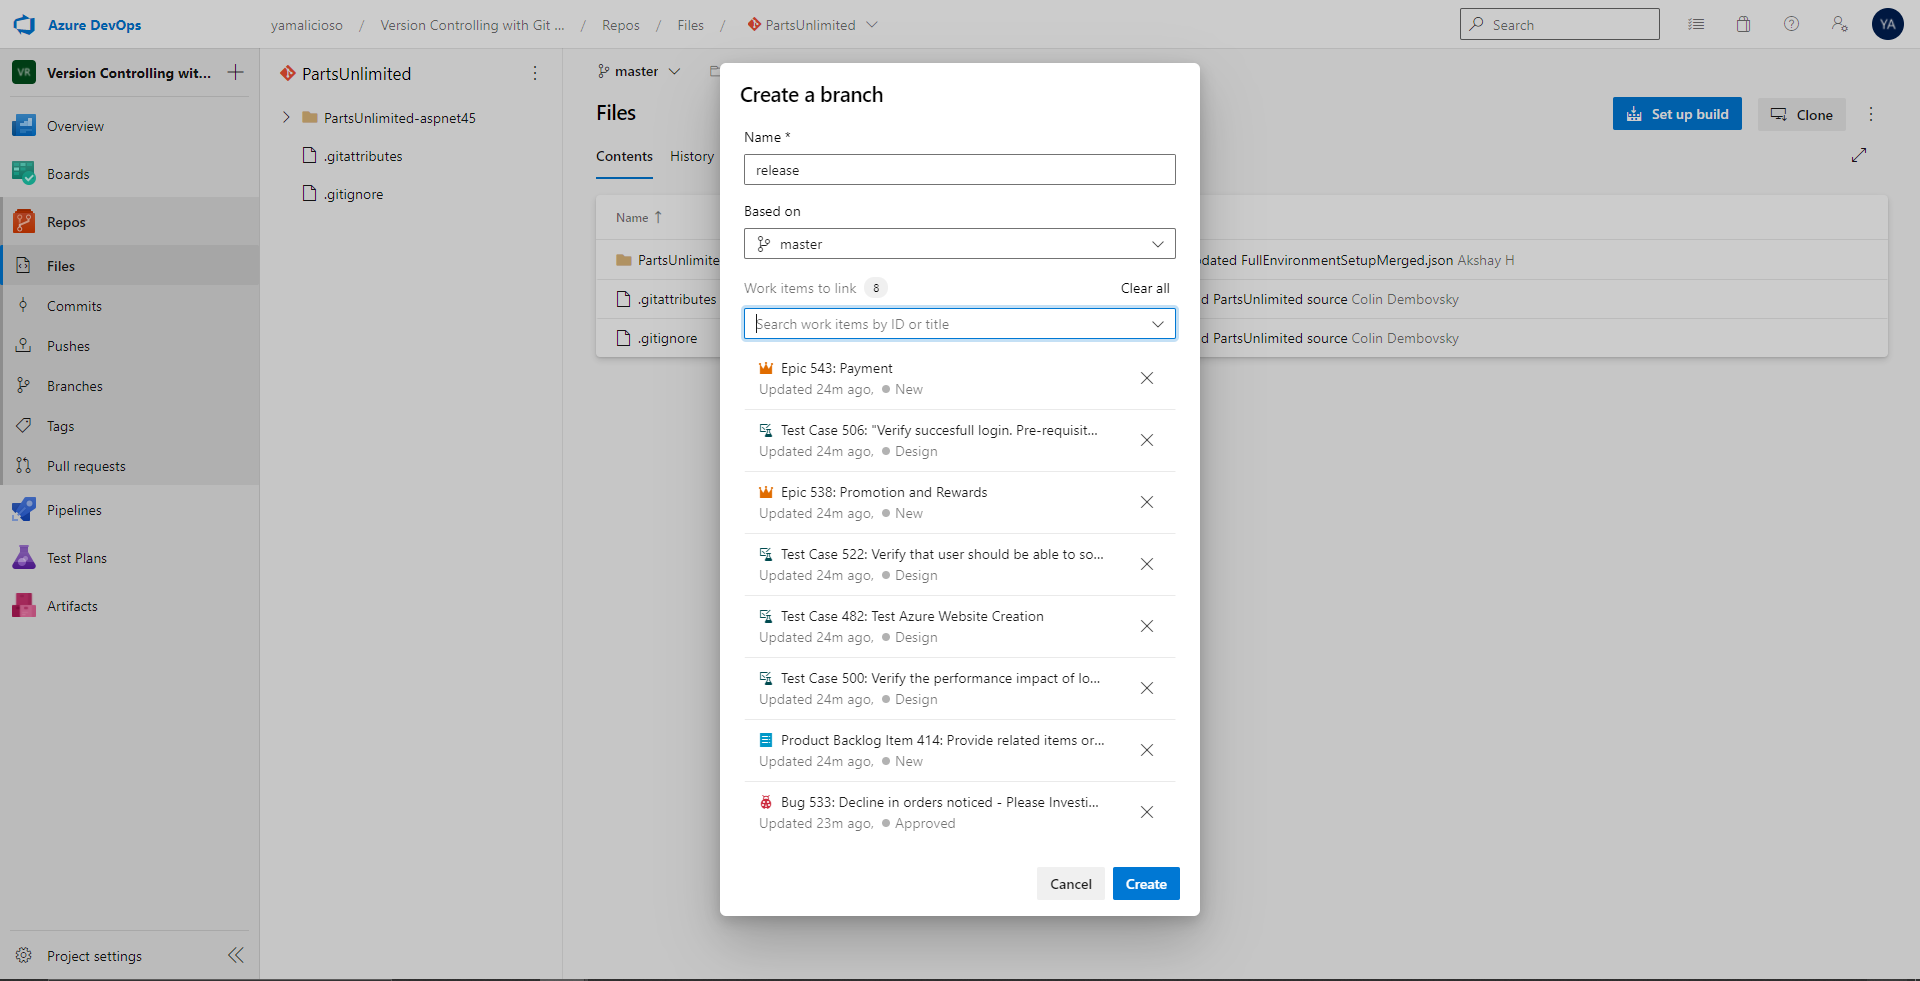 Azure DevOps
yamalicioso / Version Controlling with Git ... / Repos / Files / PartsUnlimited
Search
YA
VR
Version Controlling wit...
Overview
Boards
Repos
Files
Commits
Pushes
Branches
Tags
Pull requests
Pipelines
Test Plans
Artifacts
Project settings
PartsUnlimited
PartsUnlimited-aspnet45
.gitattributes
.gitignore
master
Files
Set up build
Clone
Contents
History
Name ↑
PartsUnlimite
dated FullEnvironmentSetupMerged.json Akshay H
.gitattributes
d PartsUnlimited source Colin Dembovsky
.gitignore
d PartsUnlimited source Colin Dembovsky
Create a branch
Name *
release
Based on
master
Work items to link 8
Clear all
Search work items by ID or title
Epic 543: Payment
Updated 24m ago, New
Test Case 506: "Verify succesfull login. Pre-requisit...
Updated 24m ago, Design
Epic 538: Promotion and Rewards
Updated 24m ago, New
Test Case 522: Verify that user should be able to so...
Updated 24m ago, Design
Test Case 482: Test Azure Website Creation
Updated 24m ago, Design
Test Case 500: Verify the performance impact of lo...
Updated 24m ago, Design
Product Backlog Item 414: Provide related items or...
Updated 24m ago, New
Bug 533: Decline in orders noticed - Please Investi...
Updated 23m ago, Approved
Cancel
Create